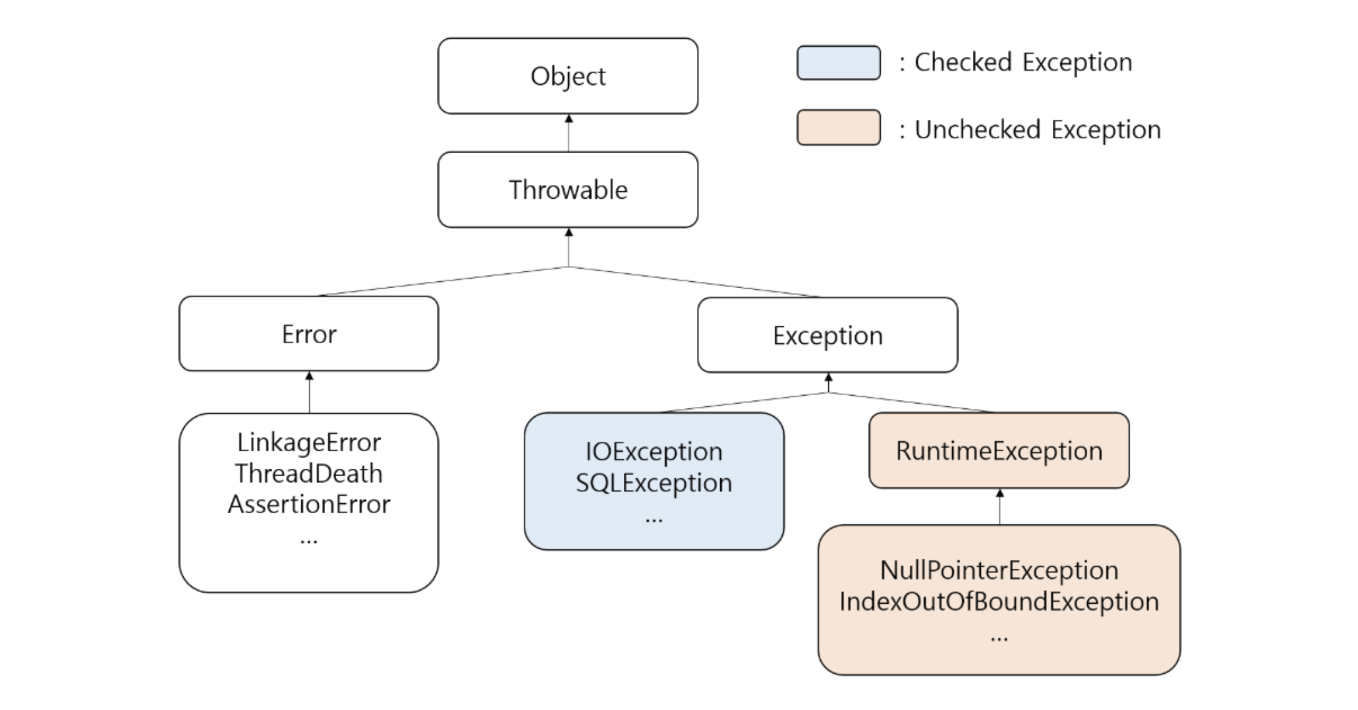 Object
: Checked Exception
: Unchecked Exception
Throwable
Error
Exception
LinkageError
ThreadDeath
AssertionError
...
IOException
SQLException
...
RuntimeException
NullPointerException
IndexOutOfBoundException
...